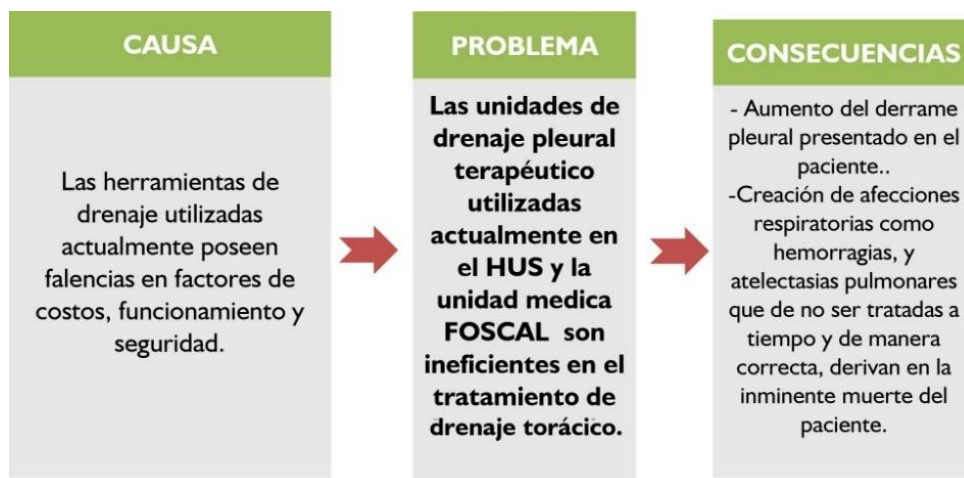 CAUSA
Las herramientas de
drenaje utilizadas
actualmente poseen
falencias en factores de
costos, funcionamiento y
seguridad.
PROBLEMA
Las unidades de
drenaje pleural
terapéutico
utilizadas
actualmente en
el HUS y la
unidad medica
FOSCAL son
ineficientes en el
tratamiento de
drenaje torácico.
CONSECUENCIAS
- Aumento del derrame
pleural presentado en el
paciente..
-Creación de afecciones
respiratorias como
hemorragias, y
atelectasias pulmonares
que de no ser tratadas a
tiempo y de manera
correcta, derivan en la
inminente muerte del
paciente.